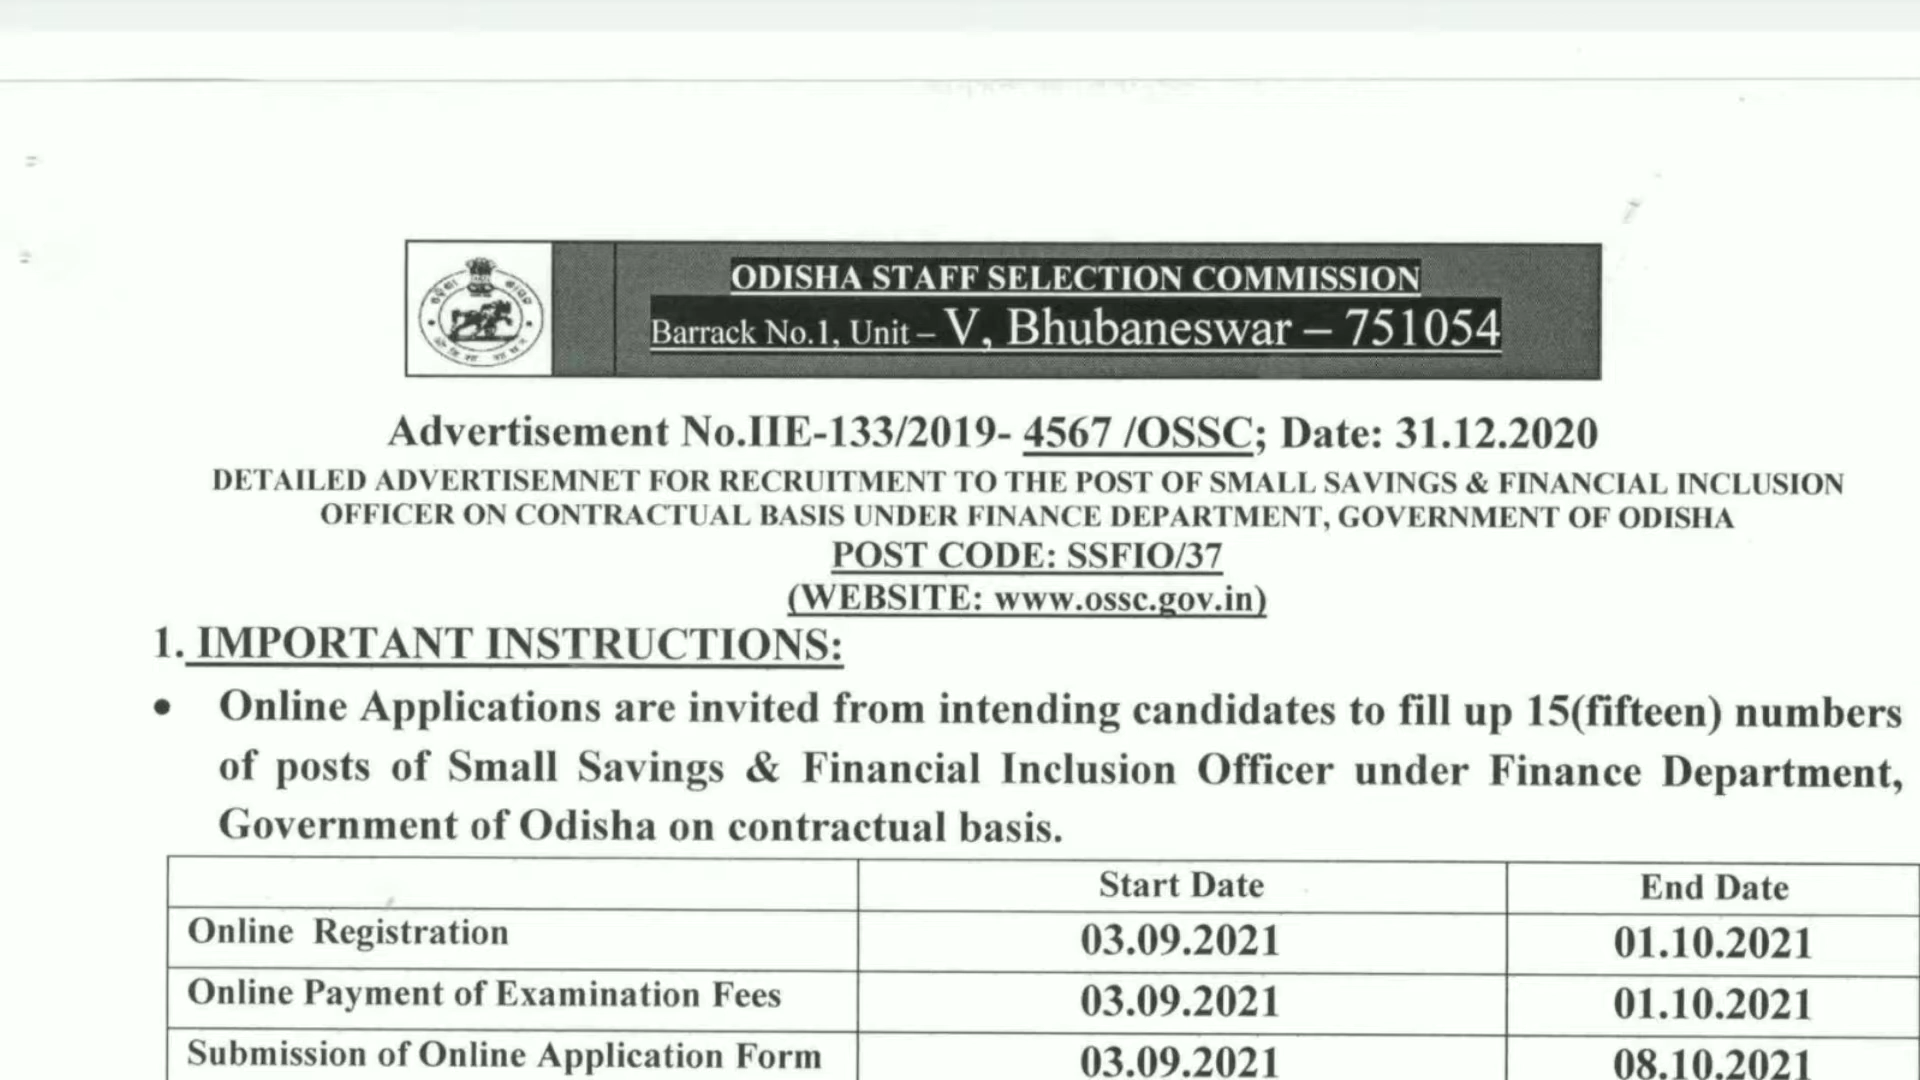 ODISHA STAFF SELECTION COMMISSION
Barrack No.1, Unit – V, Bhubaneswar – 751054
Advertisement No.IIE-133/2019- 4567 /OSSC; Date: 31.12.2020
DETAILED ADVERTISEMNET FOR RECRUITMENT TO THE POST OF SMALL SAVINGS & FINANCIAL INCLUSION
OFFICER ON CONTRACTUAL BASIS UNDER FINANCE DEPARTMENT, GOVERNMENT OF ODISHA
POST CODE: SSFIO/37
(WEBSITE: www.ossc.gov.in)
1. IMPORTANT INSTRUCTIONS:
• Online Applications are invited from intending candidates to fill up 15(fifteen) numbers
of posts of Small Savings & Financial Inclusion Officer under Finance Department,
Government of Odisha on contractual basis.
Start Date End Date
Online Registration 03.09.2021 01.10.2021
Online Payment of Examination Fees 03.09.2021 01.10.2021
Submission of Online Application Form 03.09.2021 08.10.2021